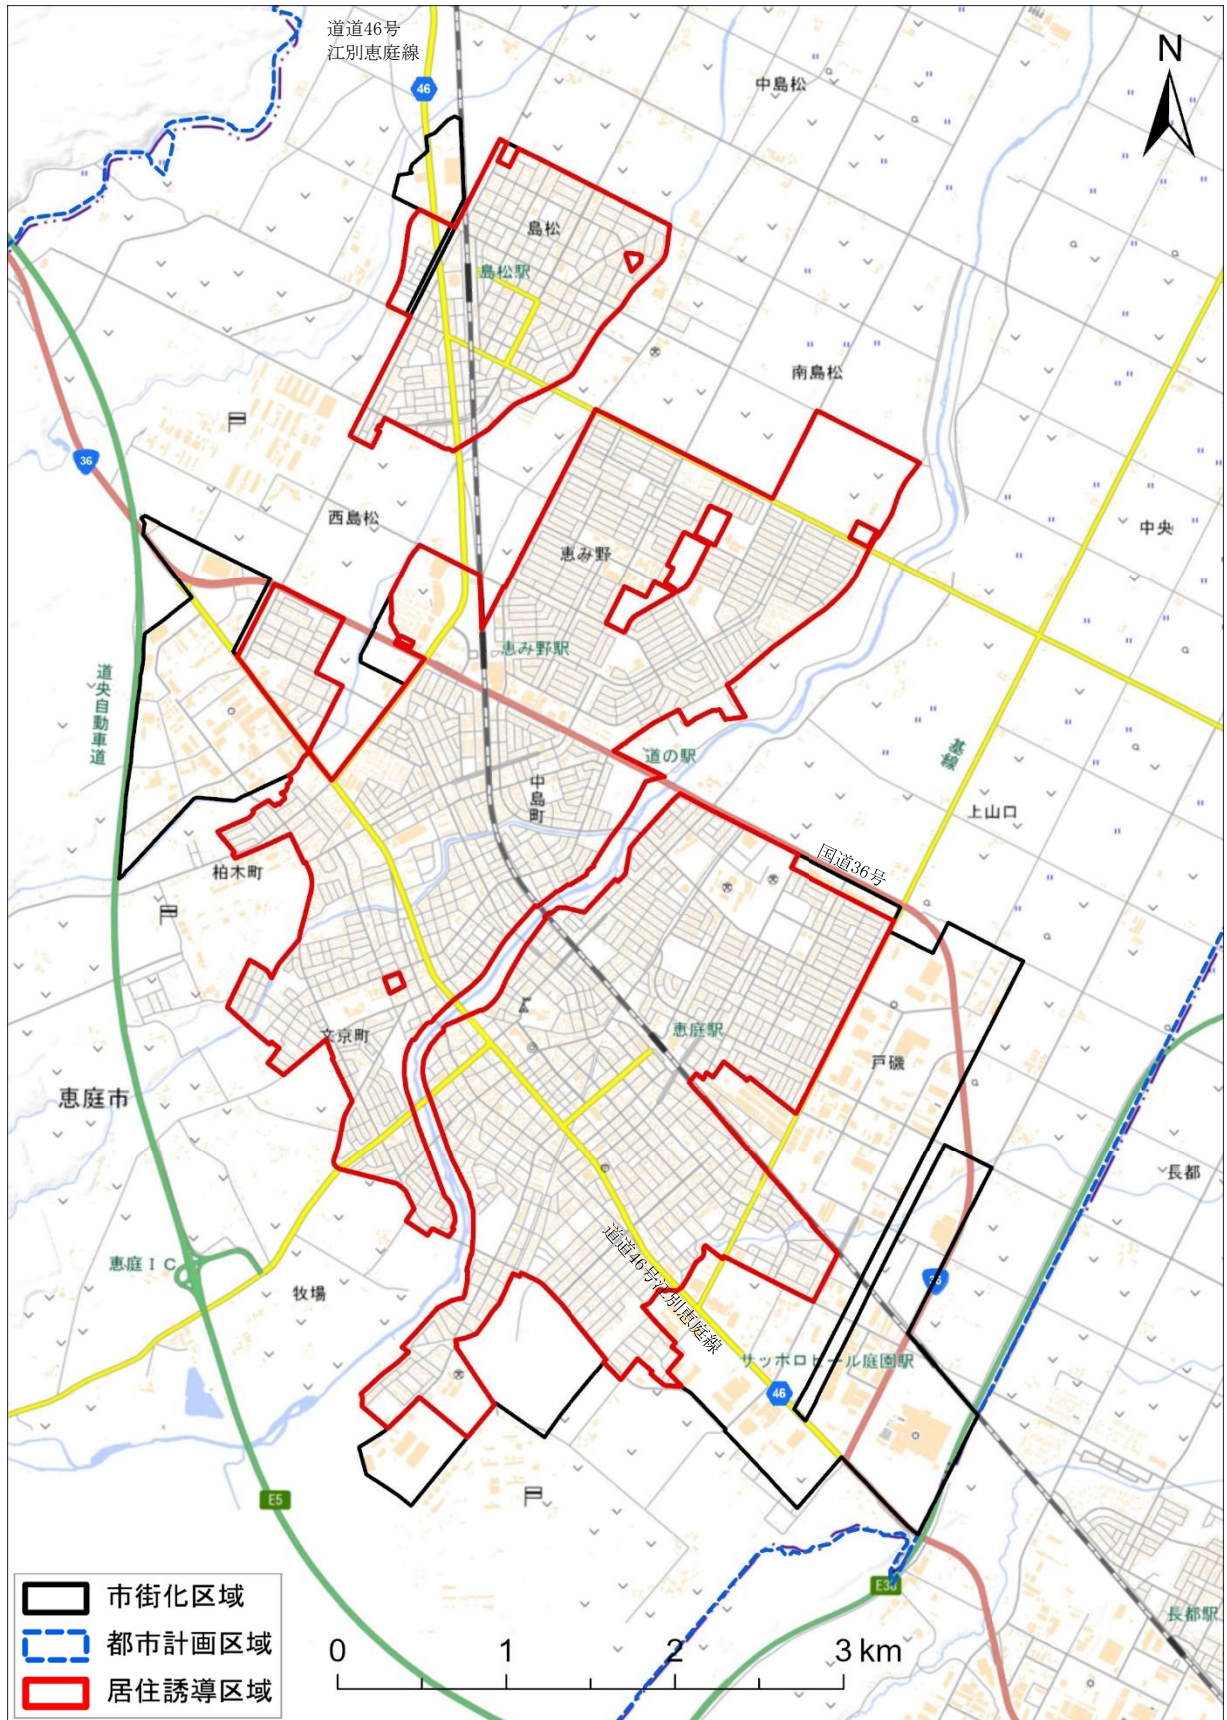 道道46号
江別恵庭線
N
46
中島松
島松
島松駅
南島松
36
西島松
中央
恵み野
恵み野駅
道央自動車道
道の駅
基線
中島町
上山口
国道36号
柏木町
文京町
恵庭駅
戸磯
恵庭市
長都
恵庭IC
牧場
道道46号江別恵庭線
36
サッポロビール庭園駅
46
E5
E38
長都駅
市街化区域
都市計画区域
居住誘導区域
0 1 2 3 km